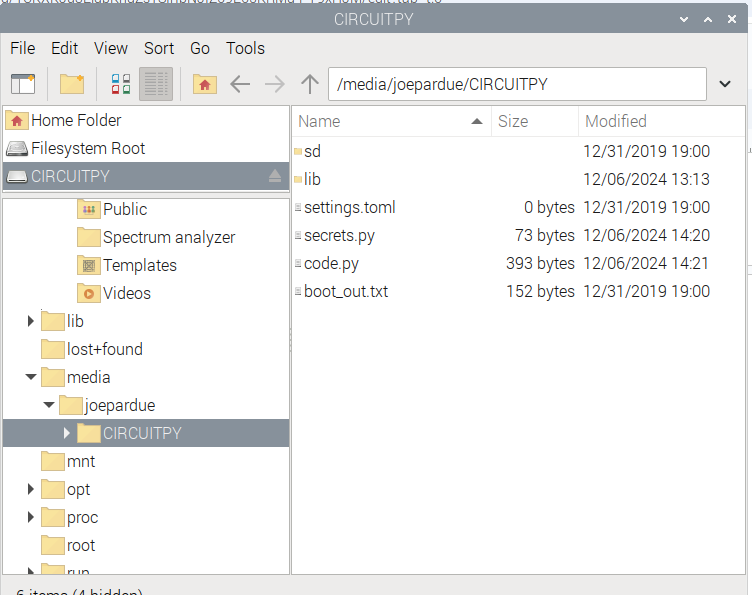 CIRCUITPY
File Edit View Sort Go Tools
/media/joepardue/CIRCUITPY
Home Folder
Filesystem Root
CIRCUITPY
Public
Spectrum analyzer
Templates
Videos
lib
lost+found
media
joepardue
CIRCUITPY
mnt
opt
proc
root
run
Name Size Modified
sd 12/31/2019 19:00
lib 12/06/2024 13:13
settings.toml 0 bytes 12/31/2019 19:00
secrets.py 73 bytes 12/06/2024 14:20
code.py 393 bytes 12/06/2024 14:21
boot_out.txt 152 bytes 12/31/2019 19:00
6 items (4 hidden)